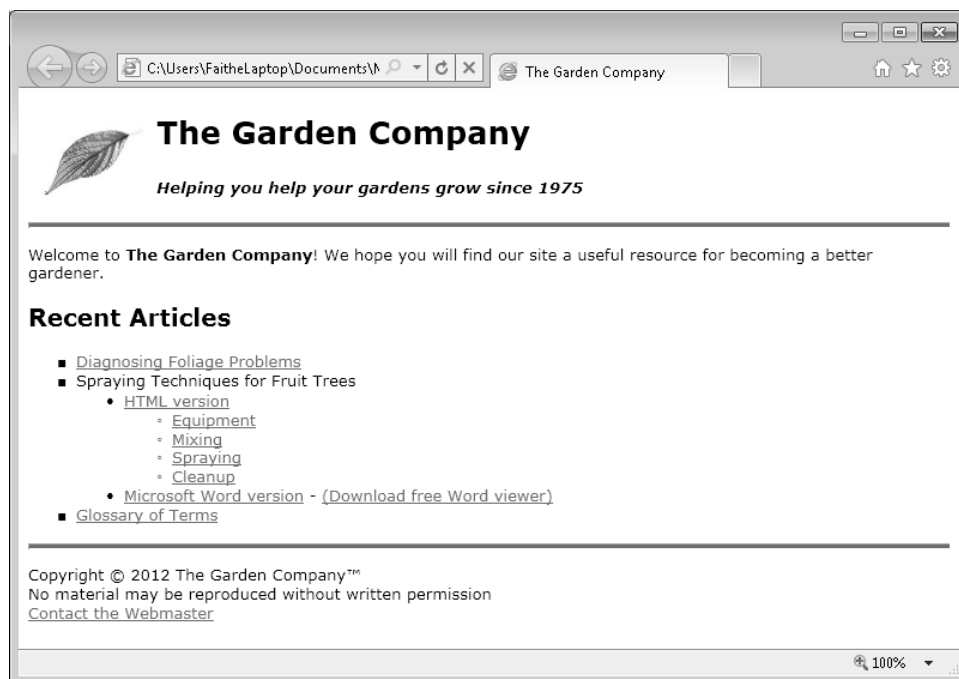 C:\Users\FaitheLaptop\Documents\
The Garden Company
The Garden Company
Helping you help your gardens grow since 1975
Welcome to The Garden Company! We hope you will find our site a useful resource for becoming a better
gardener.
Recent Articles
Diagnosing Foliage Problems
Spraying Techniques for Fruit Trees
HTML version
Equipment
Mixing
Spraying
Cleanup
Microsoft Word version - (Download free Word viewer)
Glossary of Terms
Copyright © 2012 The Garden Company™
No material may be reproduced without written permission
Contact the Webmaster
100%